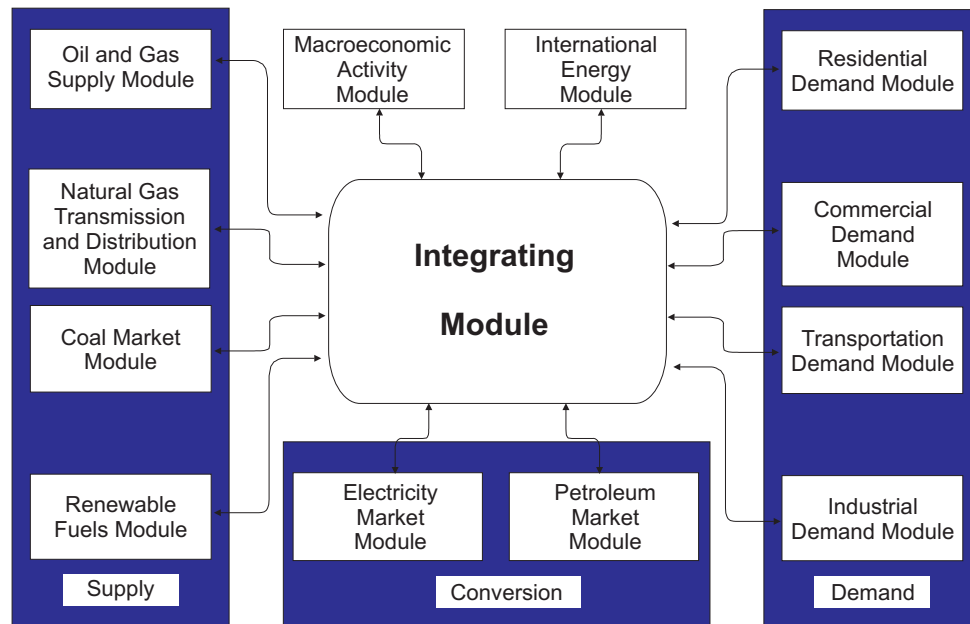 Oil and Gas
Supply Module
Natural Gas
Transmission
and Distribution
Module
Coal Market
Module
Renewable
Fuels Module
Supply
Macroeconomic
Activity
Module
International
Energy
Module
Integrating
Module
Electricity
Market
Module
Petroleum
Market
Module
Conversion
Residential
Demand Module
Commercial
Demand
Module
Transportation
Demand Module
Industrial
Demand Module
Demand